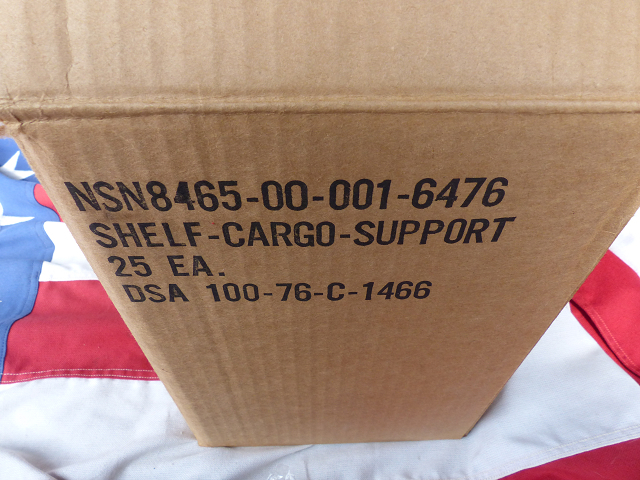 NSN8465-00-001-6476
SHELF-CARGO-SUPPORT
25 EA.
DSA 100-76-C-1466